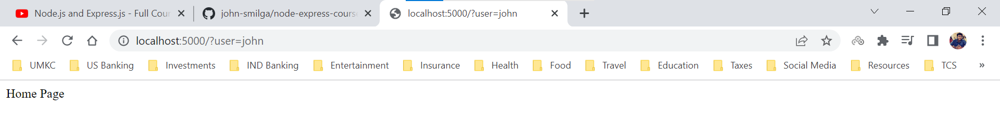 Node.js and Express.js - Full Cour
john-smilga/node-express-course
localhost:5000/?user=john
localhost:5000/?user=john
UMKC US Banking Investments IND Banking Entertainment Insurance Health Food Travel Education Taxes Social Media Resources TCS »
Home Page